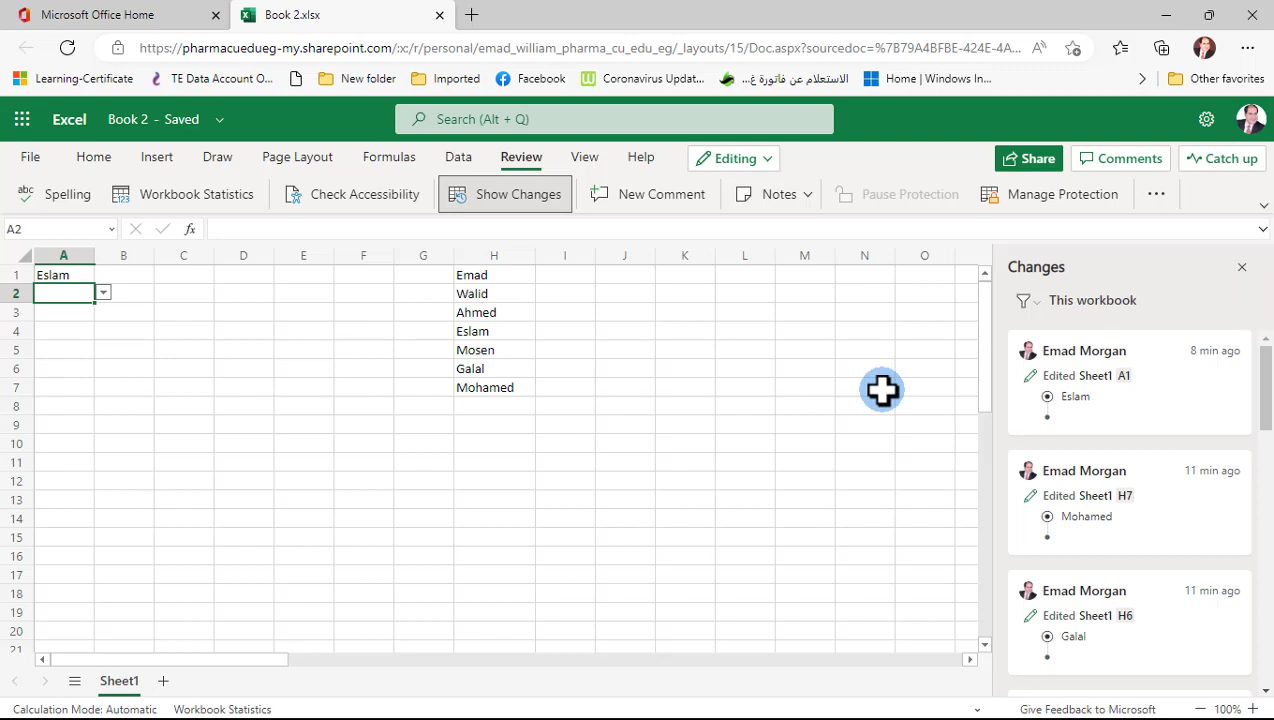 Microsoft Office Home
Book 2.xlsx
https://pharmacuedueg-my.sharepoint.com/:x:/r/personal/emad_william_pharma_cu_edu_eg/_layouts/15/Doc.aspx?sourcedoc=%7B79A4BFBE-424E-4A...
Learning-Certificate
TE Data Account O...
New folder
Imported
Facebook
Coronavirus Updat...
الاستعلام عن فاتورة غ...
Home | Windows In...
Other favorites
Excel
Book 2 - Saved
Search (Alt + Q)
File Home Insert Draw Page Layout Formulas Data Review View Help
Editing
Share
Comments
Catch up
abc
Spelling
Workbook Statistics
Check Accessibility
Show Changes
New Comment
Notes
Pause Protection
Manage Protection
...
A2
fx
A B C D E F G H I J K L M N O
1 Eslam Emad
2 Walid
3 Ahmed
4 Eslam
5 Mosen
6 Galal
7 Mohamed
8
9
10
11
12
13
14
15
16
17
18
19
20
21
Changes
This workbook
Emad Morgan 8 min ago
Edited Sheet1 A1
Eslam
Emad Morgan 11 min ago
Edited Sheet1 H7
Mohamed
Emad Morgan 11 min ago
Edited Sheet1 H6
Galal
Sheet1
Calculation Mode: Automatic
Workbook Statistics
Give Feedback to Microsoft
100%